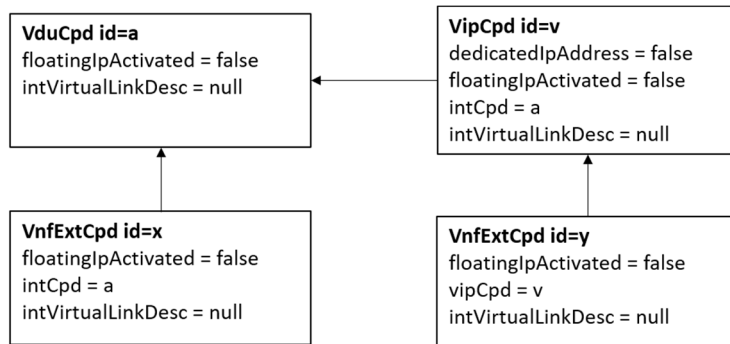 VduCpd id=a
floatingIpActivated = false
intVirtualLinkDesc = null
VipCpd id=v
dedicatedIpAddress = false
floatingIpActivated = false
intCpd = a
intVirtualLinkDesc = null
VnfExtCpd id=x
floatingIpActivated = false
intCpd = a
intVirtualLinkDesc = null
VnfExtCpd id=y
floatingIpActivated = false
vipCpd = v
intVirtualLinkDesc = null